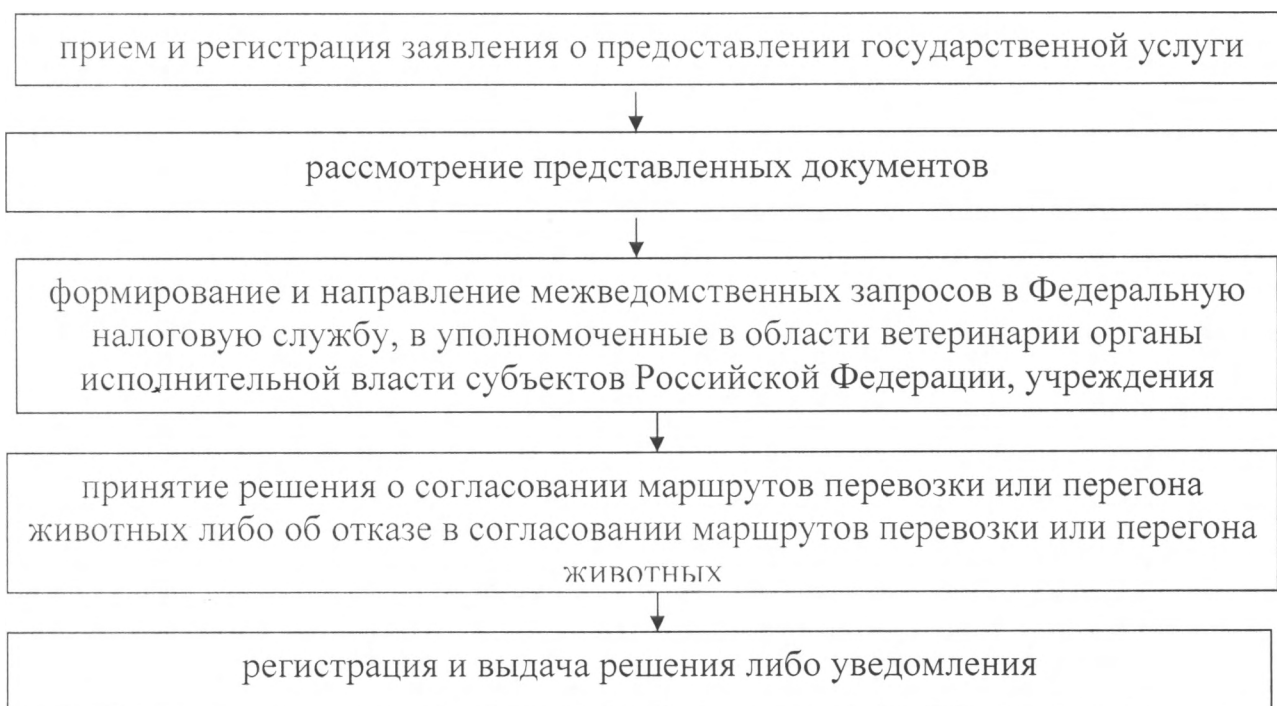 прием и регистрация заявления о предоставлении государственной услуги
рассмотрение представленных документов
формирование и направление межведомственных запросов в Федеральную
налоговую службу, в уполномоченные в области ветеринарии органы
исполнительной власти субъектов Российской Федерации, учреждения
принятие решения о согласовании маршрутов перевозки или перегона
животных либо об отказе в согласовании маршрутов перевозки или перегона
животных
регистрация и выдача решения либо уведомления